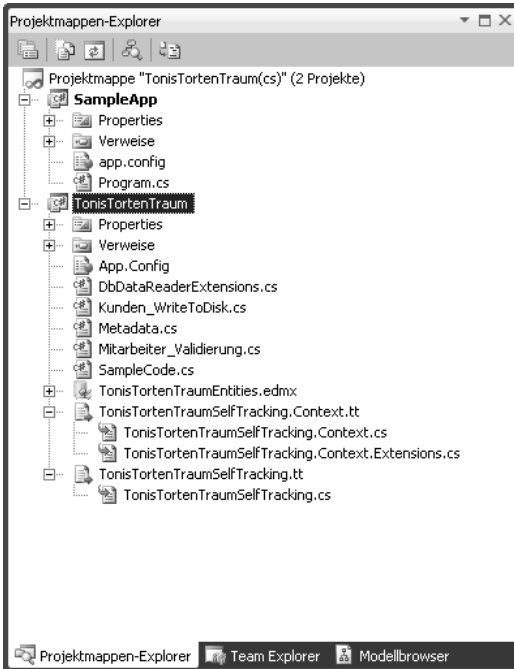 Projektmappen-Explorer
Projektmappe "TonisTortenTraum(cs)" (2 Projekte)
SampleApp
Properties
Verweise
app.config
Program.cs
TonisTortenTraum
Properties
Verweise
App.Config
DbDataReaderExtensions.cs
Kunden_WriteToDisk.cs
Metadata.cs
Mitarbeiter_Validierung.cs
SampleCode.cs
TonisTortenTraumEntities.edmx
TonisTortenTraumSelfTracking.Context.tt
TonisTortenTraumSelfTracking.Context.cs
TonisTortenTraumSelfTracking.Context.Extensions.cs
TonisTortenTraumSelfTracking.tt
TonisTortenTraumSelfTracking.cs
Projektmappen-Explorer Team Explorer Modellbrowser